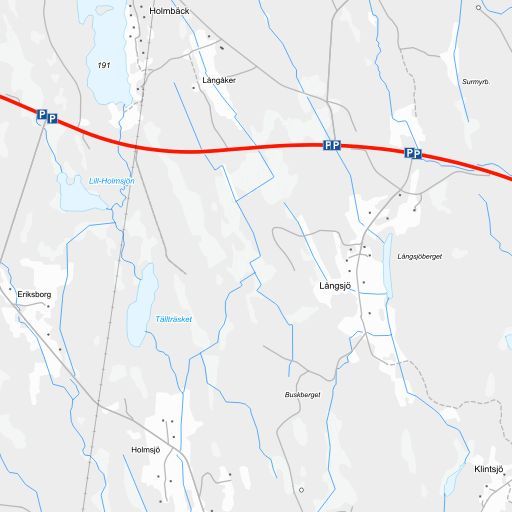 Holmbäck
191
Långåker
Surmyrb.
P P
P P
P P
Lill-Holmsjön
Långsjöberget
Långsjö
Eriksborg
Tällträsket
Buskberget
Holmsjö
Klintsjö